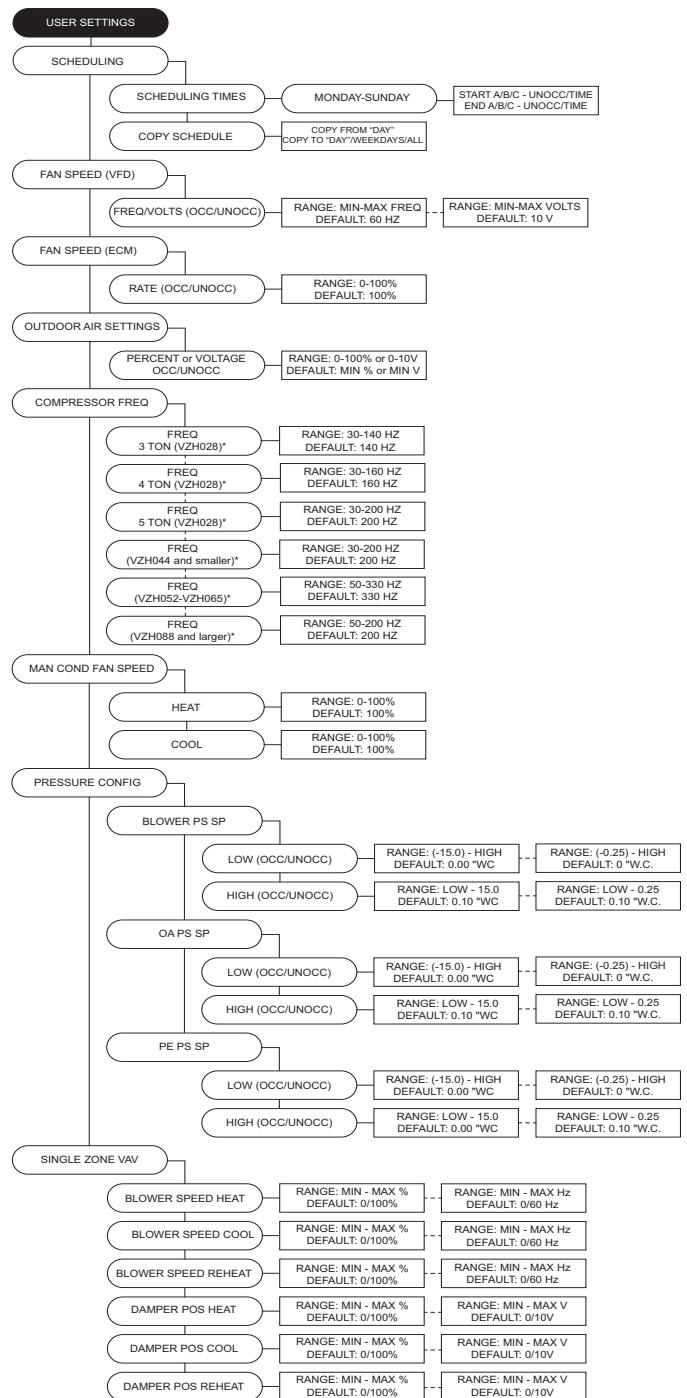 USER SETTINGS
SCHEDULING
SCHEDULING TIMES
MONDAY-SUNDAY
START A/B/C - UNOCC/TIME
END A/B/C - UNOCC/TIME
COPY SCHEDULE
COPY FROM “DAY”
COPY TO “DAY”/WEEKDAYS/ALL
FAN SPEED (VFD)
FREQ/VOLTS (OCC/UNOCC)
RANGE: MIN-MAX FREQ
DEFAULT: 60 HZ
RANGE: MIN-MAX VOLTS
DEFAULT: 10 V
FAN SPEED (ECM)
RATE (OCC/UNOCC)
RANGE: 0-100%
DEFAULT: 100%
OUTDOOR AIR SETTINGS
PERCENT or VOLTAGE
OCC/UNOCC
RANGE: 0-100% or 0-10V
DEFAULT: MIN % or MIN V
COMPRESSOR FREQ
FREQ
3 TON (VZH028)*
RANGE: 30-140 HZ
DEFAULT: 140 HZ
FREQ
4 TON (VZH028)*
RANGE: 30-160 HZ
DEFAULT: 160 HZ
FREQ
5 TON (VZH028)*
RANGE: 30-200 HZ
DEFAULT: 200 HZ
FREQ
(VZH044 and smaller)*
RANGE: 30-200 HZ
DEFAULT: 200 HZ
FREQ
(VZH052-VZH065)*
RANGE: 50-330 HZ
DEFAULT: 330 HZ
FREQ
(VZH088 and larger)*
RANGE: 50-200 HZ
DEFAULT: 200 HZ
MAN COND FAN SPEED
HEAT
RANGE: 0-100%
DEFAULT: 100%
COOL
RANGE: 0-100%
DEFAULT: 100%
PRESSURE CONFIG
BLOWER PS SP
LOW (OCC/UNOCC)
RANGE: (-15.0) - HIGH
DEFAULT: 0.00 "WC
RANGE: (-0.25) - HIGH
DEFAULT: 0 "W.C.
HIGH (OCC/UNOCC)
RANGE: LOW - 15.0
DEFAULT: 0.10 "WC
RANGE: LOW - 0.25
DEFAULT: 0.10 "W.C.
OA PS SP
LOW (OCC/UNOCC)
RANGE: (-15.0) - HIGH
DEFAULT: 0.00 "WC
RANGE: (-0.25) - HIGH
DEFAULT: 0 "W.C.
HIGH (OCC/UNOCC)
RANGE: LOW - 15.0
DEFAULT: 0.10 "WC
RANGE: LOW - 0.25
DEFAULT: 0.10 "W.C.
PE PS SP
LOW (OCC/UNOCC)
RANGE: (-15.0) - HIGH
DEFAULT: 0.00 "WC
RANGE: (-0.25) - HIGH
DEFAULT: 0 "W.C.
HIGH (OCC/UNOCC)
RANGE: LOW - 15.0
DEFAULT: 0.00 "WC
RANGE: LOW - 0.25
DEFAULT: 0.10 "W.C.
SINGLE ZONE VAV
BLOWER SPEED HEAT
RANGE: MIN - MAX %
DEFAULT: 0/100%
RANGE: MIN - MAX Hz
DEFAULT: 0/60 Hz
BLOWER SPEED COOL
RANGE: MIN - MAX %
DEFAULT: 0/100%
RANGE: MIN - MAX Hz
DEFAULT: 0/60 Hz
BLOWER SPEED REHEAT
RANGE: MIN - MAX %
DEFAULT: 0/100%
RANGE: MIN - MAX Hz
DEFAULT: 0/60 Hz
DAMPER POS HEAT
RANGE: MIN - MAX %
DEFAULT: 0/100%
RANGE: MIN - MAX V
DEFAULT: 0/10V
DAMPER POS COOL
RANGE: MIN - MAX %
DEFAULT: 0/100%
RANGE: MIN - MAX V
DEFAULT: 0/10V
DAMPER POS REHEAT
RANGE: MIN - MAX %
DEFAULT: 0/100%
RANGE: MIN - MAX V
DEFAULT: 0/10V